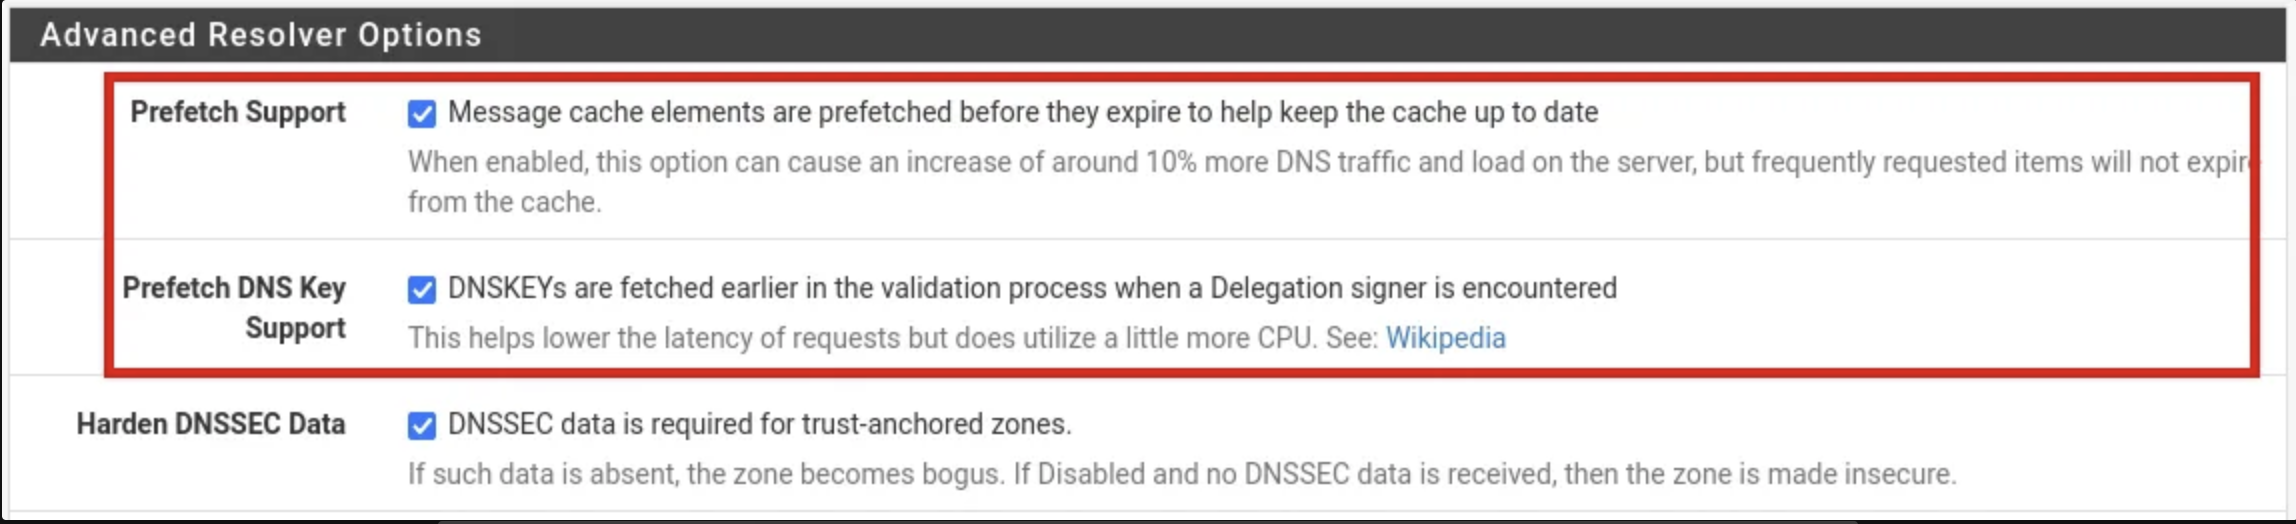 Advanced Resolver Options
Prefetch Support
Message cache elements are prefetched before they expire to help keep the cache up to date
When enabled, this option can cause an increase of around 10% more DNS traffic and load on the server, but frequently requested items will not expire
from the cache.
Prefetch DNS Key
Support
DNSKEYs are fetched earlier in the validation process when a Delegation signer is encountered
This helps lower the latency of requests but does utilize a little more CPU. See: Wikipedia
Harden DNSSEC Data
DNSSEC data is required for trust-anchored zones.
If such data is absent, the zone becomes bogus. If Disabled and no DNSSEC data is received, then the zone is made insecure.